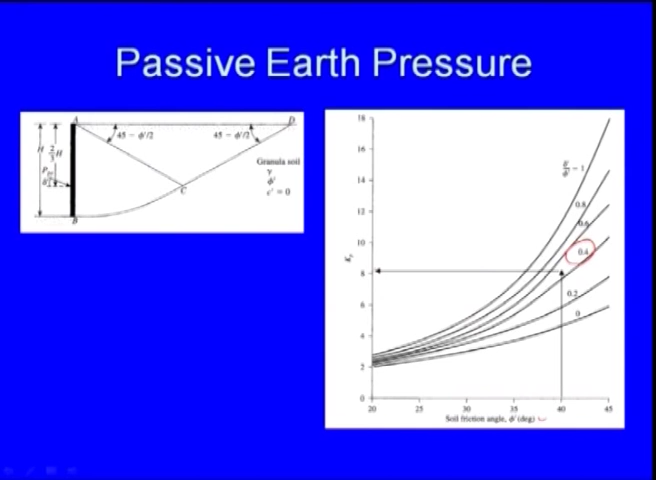 Passive Earth Pressure
A
D
45 − ϕ'/2
45 − ϕ'/2
H
2/3 H
Granula soil
γ
ϕ'
c' = 0
C
B
18
16
14
12
10
8
6
4
2
0
= 1
0.8
0.6
0.4
0.2
0
20
25
30
35
40
45
Soil friction angle, ϕ' (deg)